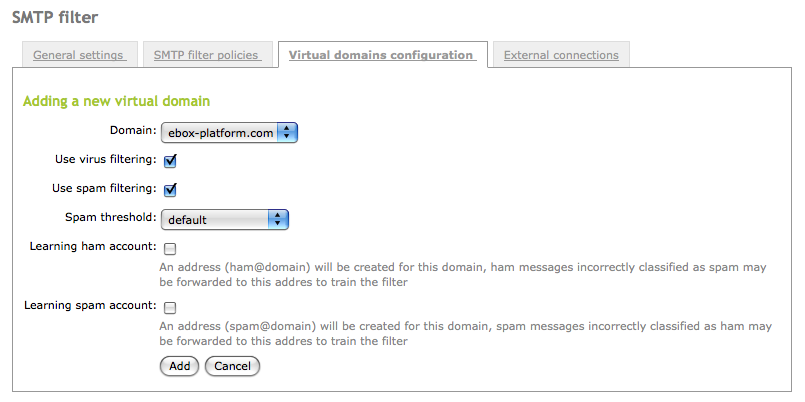 SMTP filter
General settings SMTP filter policies Virtual domains configuration External connections
Adding a new virtual domain
Domain: ebox-platform.com
Use virus filtering:
Use spam filtering:
Spam threshold: default
Learning ham account:
An address (ham@domain) will be created for this domain, ham messages incorrectly classified as spam may
be forwarded to this addres to train the filter
Learning spam account:
An address (spam@domain) will be created for this domain, spam messages incorrectly classified as ham may
be forwarded to this addres to train the filter
Add Cancel